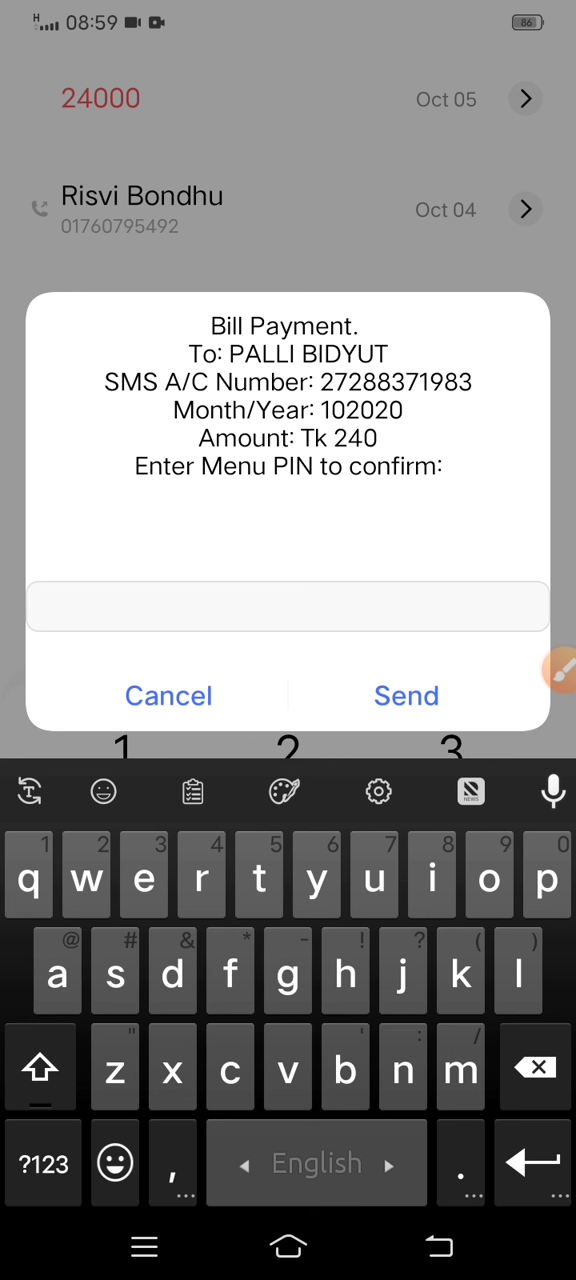 H 08:59 86
24000 Oct 05
Risvi Bondhu
01760795492 Oct 04
Bill Payment.
To: PALLI BIDYUT
SMS A/C Number: 27288371983
Month/Year: 102020
Amount: Tk 240
Enter Menu PIN to confirm:
Cancel Send
1 2 3
T NEWS
1 2 3 4 5 6 7 8 9 0
q w e r t y u i o p
@ # & * - ! ? ( )
a s d f g h j k l
" ' : /
z x c v b n m
?123 , English .